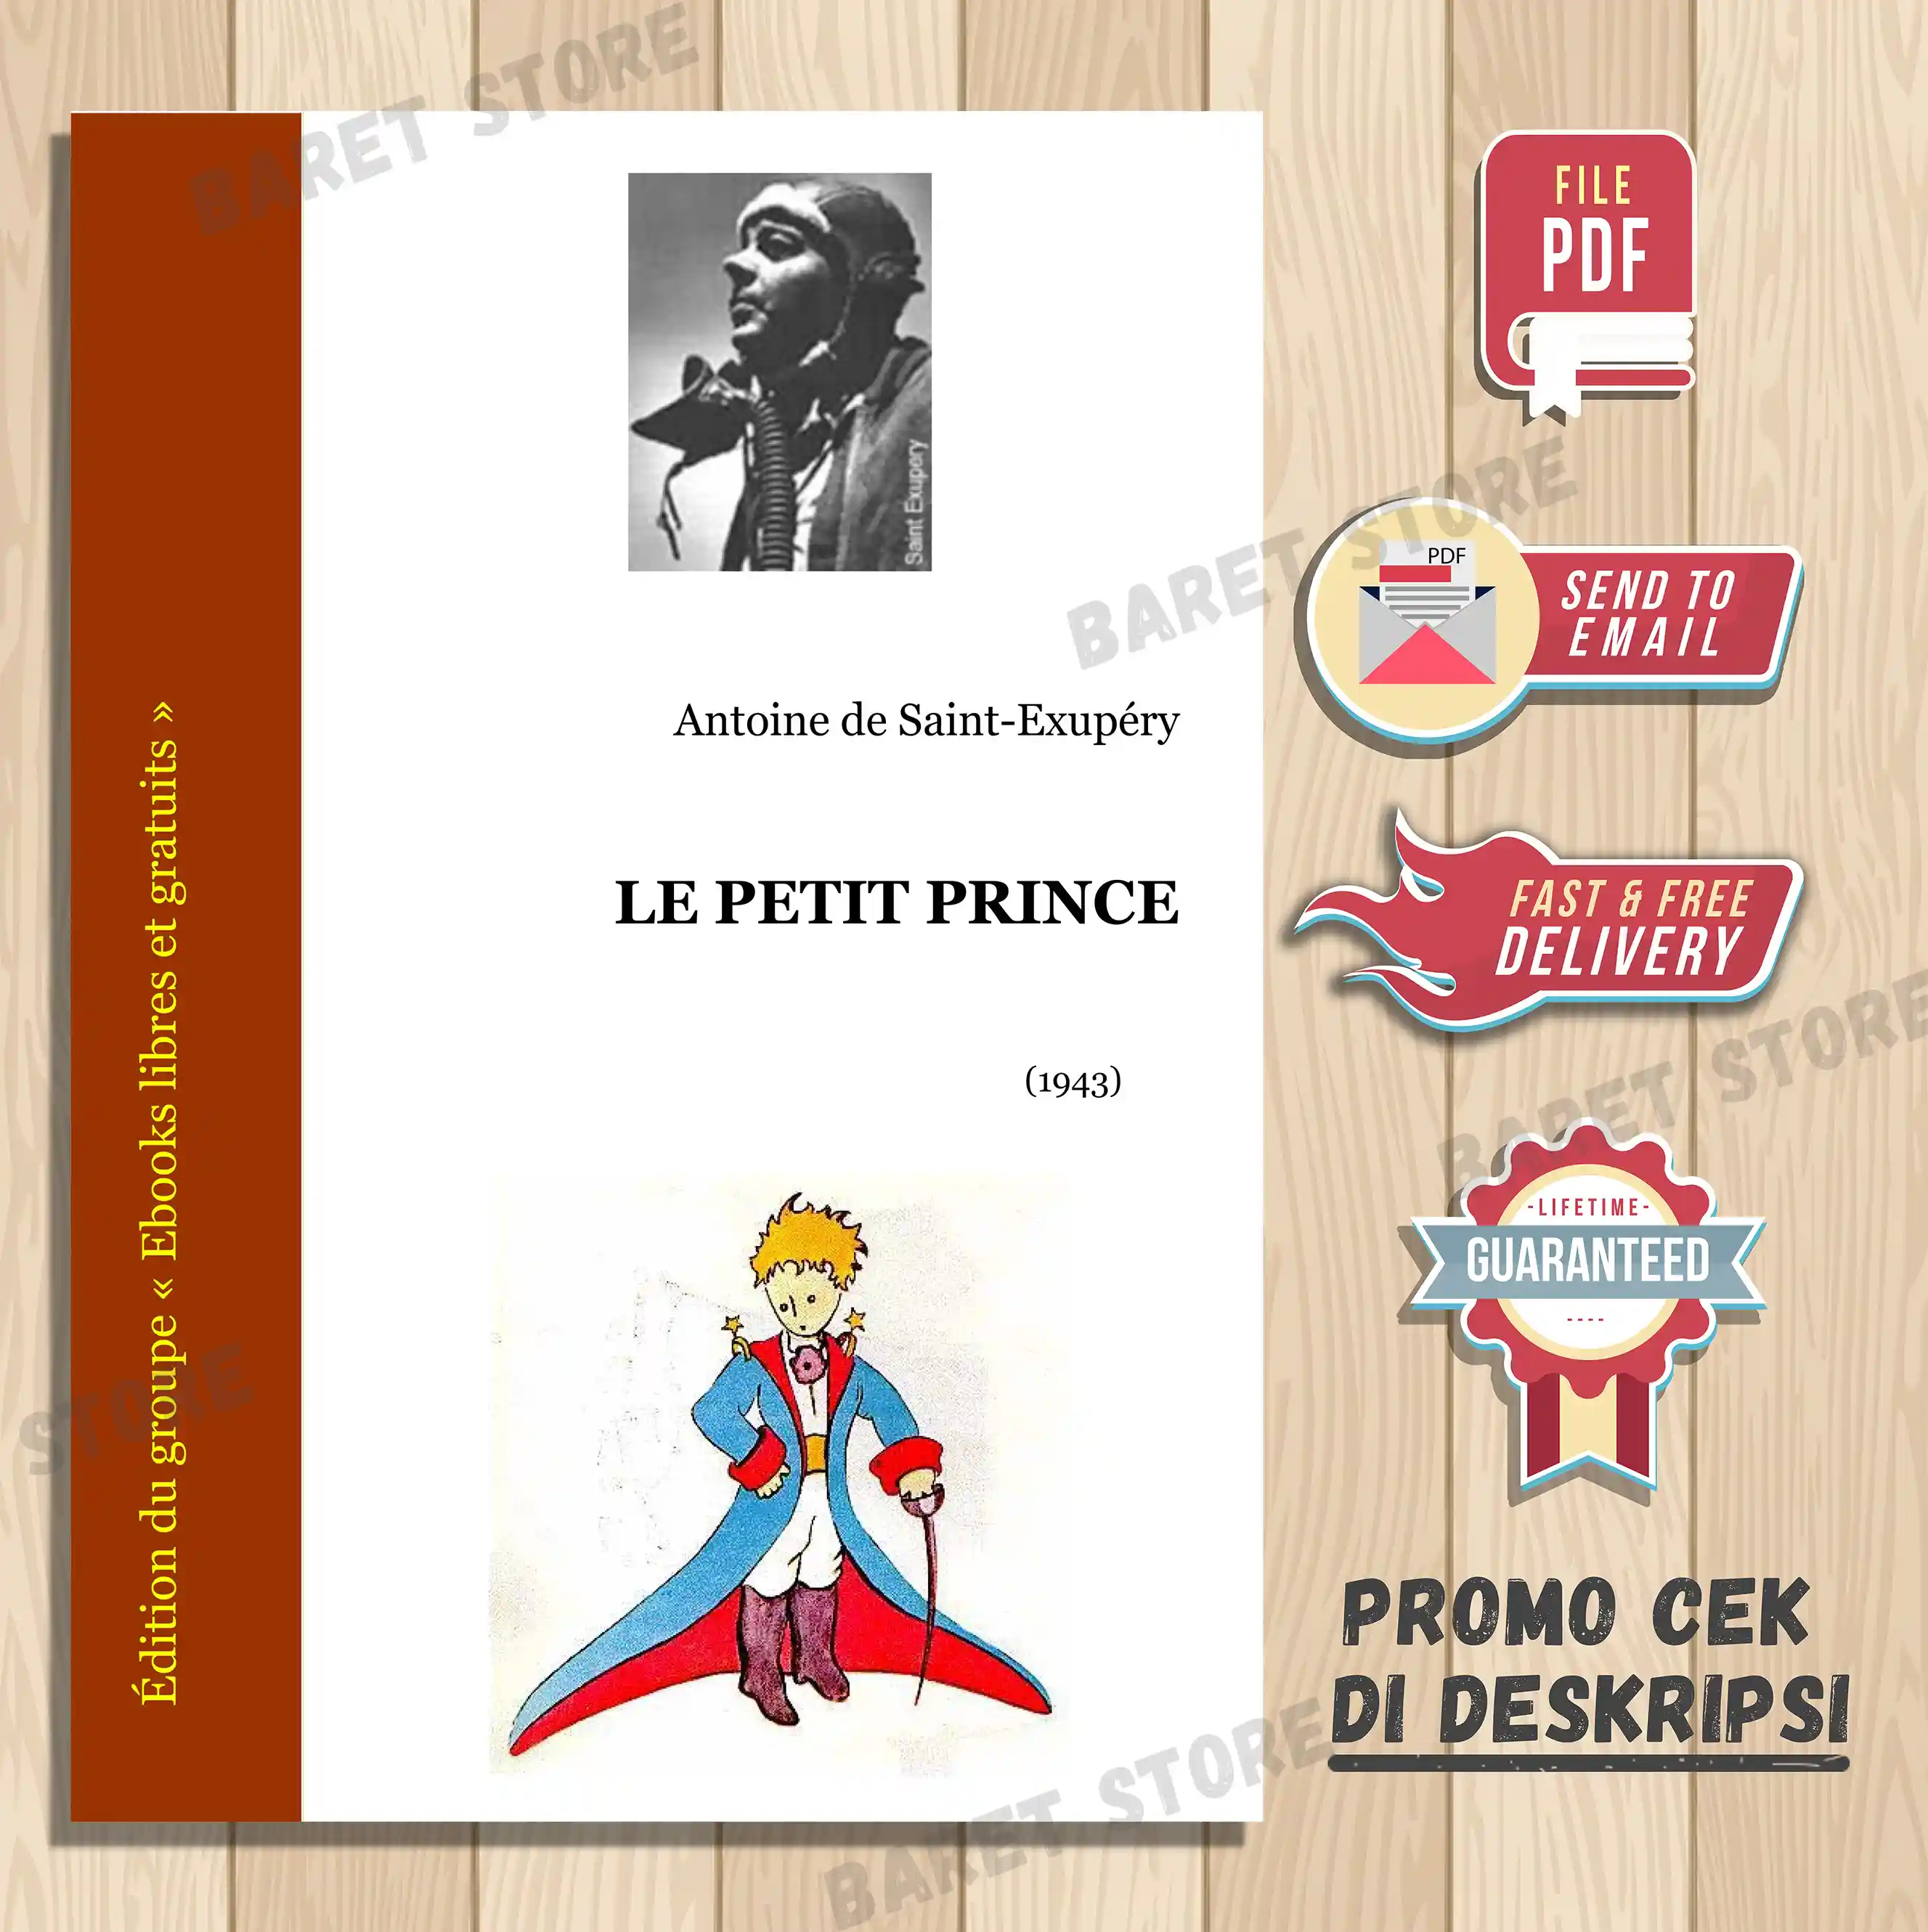 BARET STORE
Saint Exupery
Antoine de Saint-Exupéry
LE PETIT PRINCE
(1943)
Édition du groupe « Ebooks libres et gratuits »
FILE
PDF
BARET STORE
PDF
SEND TO
EMAIL
FAST & FREE
DELIVERY
BARET STORE
-LIFETIME-
GUARANTEED
----
STORE
PROMO CEK
DI DESKRIPSI
BARET STORE